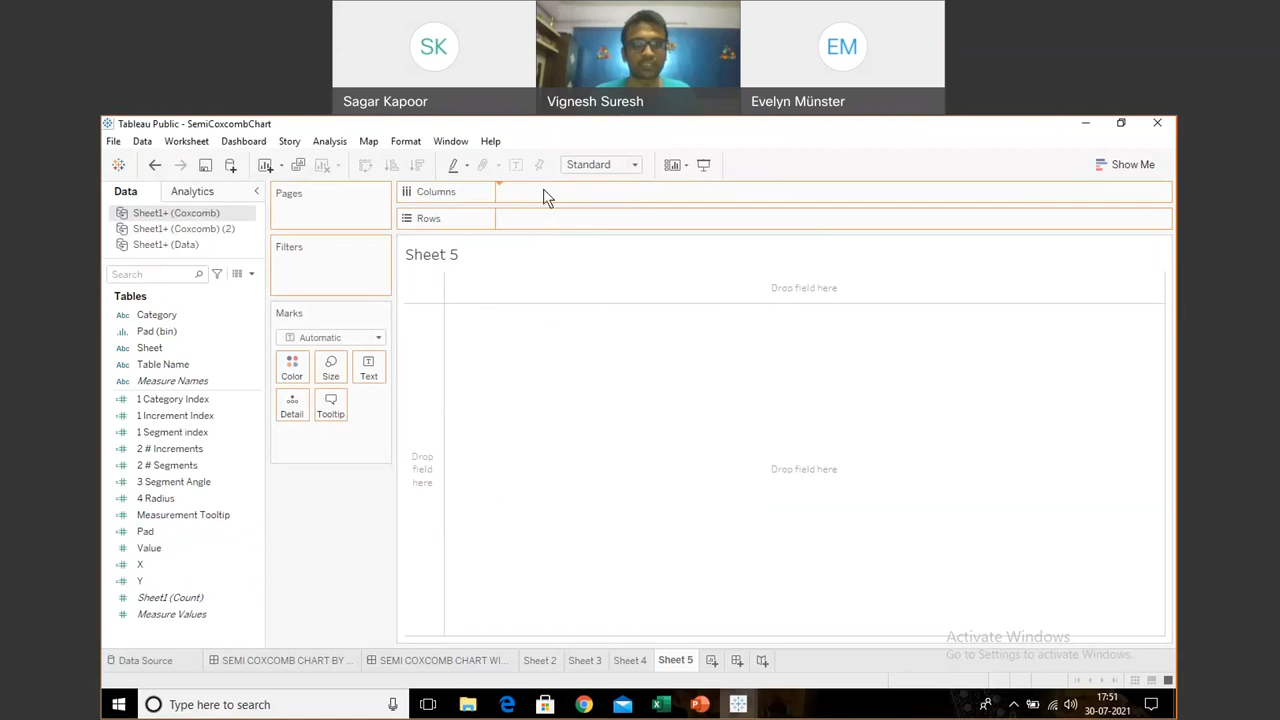 SK
EM
Sagar Kapoor
Vignesh Suresh
Evelyn Münster
Tableau Public - SemiCoxcombChart
File Data Worksheet Dashboard Story Analysis Map Format Window Help
Standard
Show Me
Data Analytics
Pages
Columns
Rows
Sheet1+ (Coxcomb)
Sheet1+ (Coxcomb) (2)
Sheet1+ (Data)
Filters
Sheet 5
Search
Drop field here
Tables
Marks
Abc Category
Pad (bin)
Automatic
Abc Sheet
Abc Table Name
Color Size Text
Abc Measure Names
1 Category Index
Detail Tooltip
1 Increment Index
1 Segment index
2 # Increments
2 # Segments
3 Segment Angle
4 Radius
Measurement Tooltip
Pad
Value
X
Y
Sheet1 (Count)
Measure Values
Drop
field
here
Drop field here
Activate Windows
Go to Settings to activate Windows.
Data Source SEMI COXCOMB CHART BY ... SEMI COXCOMB CHART WI... Sheet 2 Sheet 3 Sheet 4 Sheet 5
Type here to search
17:51
30-07-2021